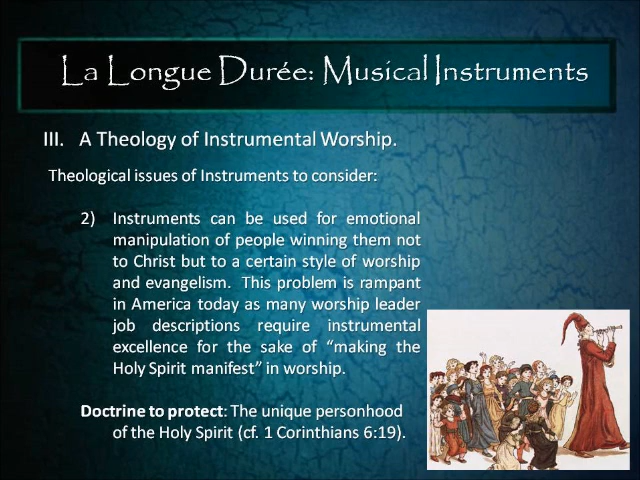 La Longue Durée: Musical Instruments
III. A Theology of Instrumental Worship.
Theological issues of Instruments to consider:
2) Instruments can be used for emotional
manipulation of people winning them not
to Christ but to a certain style of worship
and evangelism. This problem is rampant
in America today as many worship leader
job descriptions require instrumental
excellence for the sake of “making the
Holy Spirit manifest” in worship.
Doctrine to protect: The unique personhood
of the Holy Spirit (cf. 1 Corinthians 6:19).